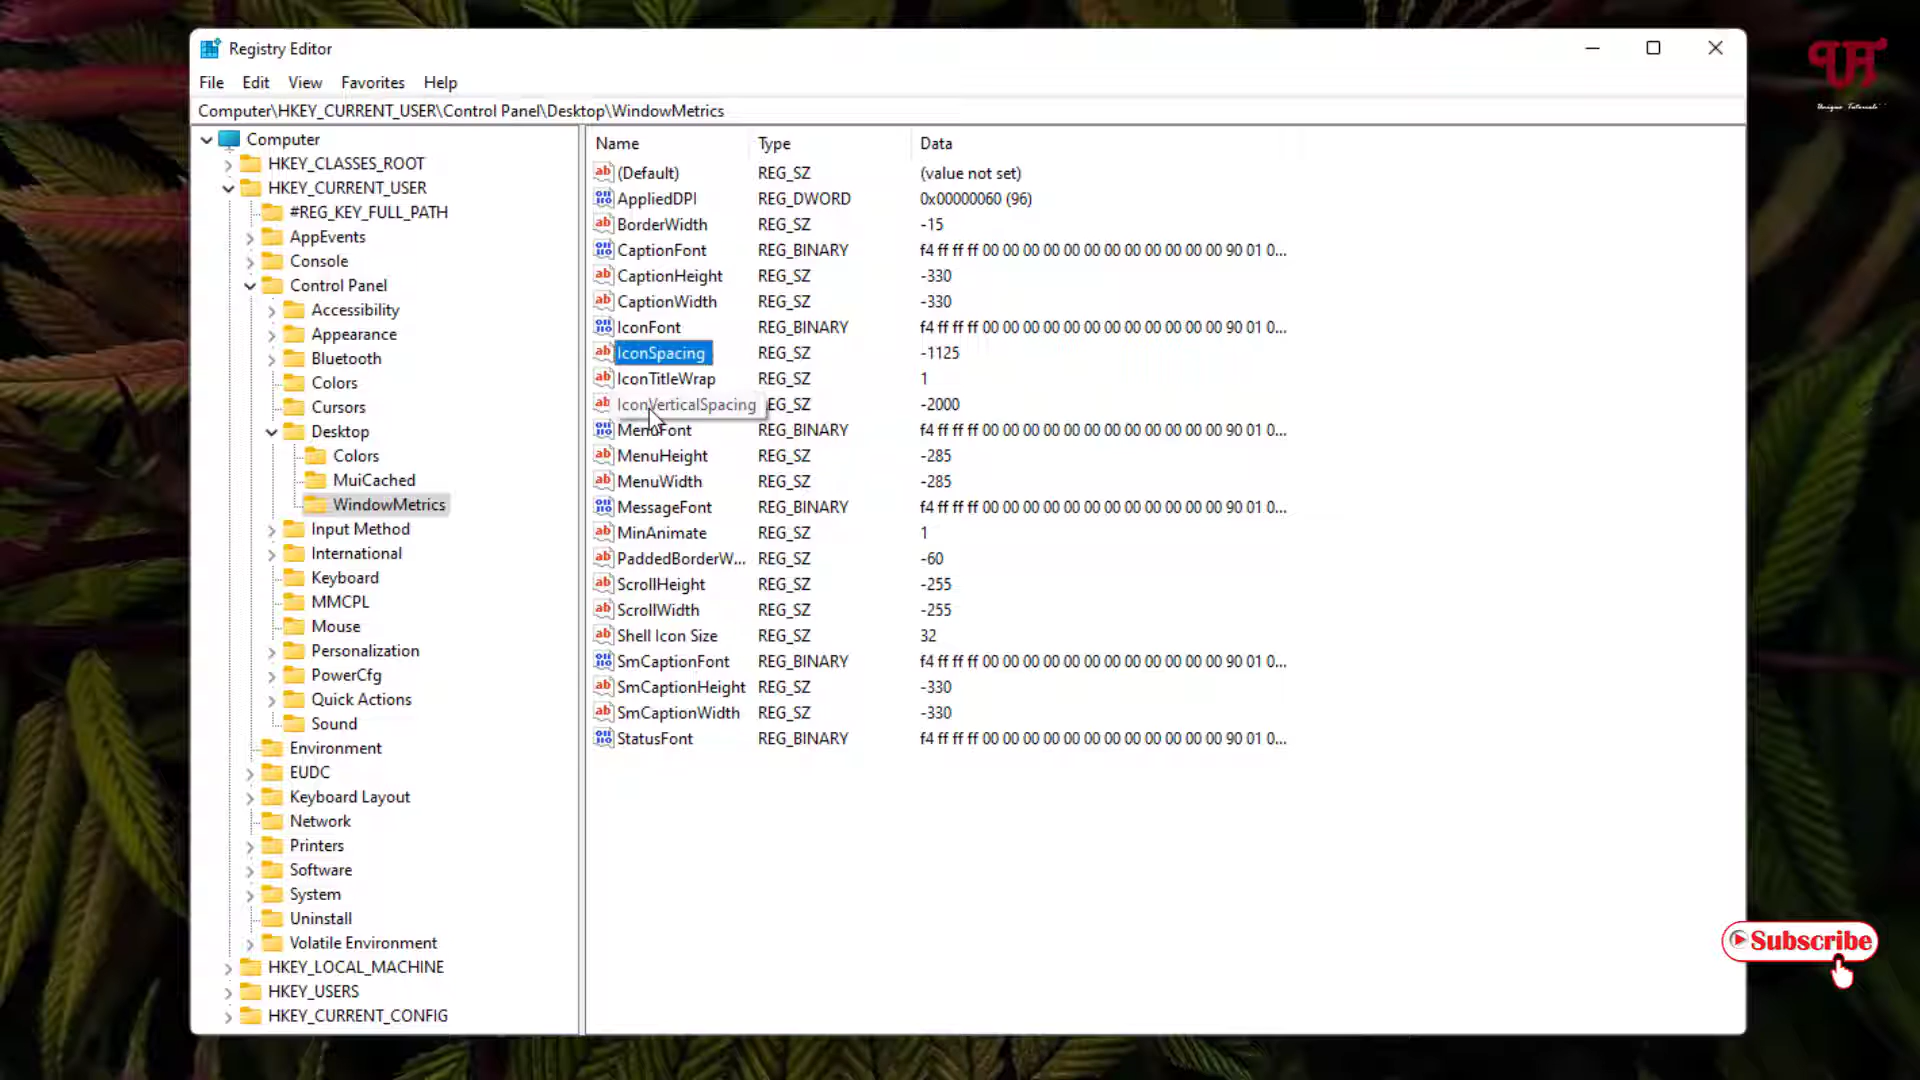 Registry Editor
File Edit View Favorites Help
Computer\HKEY_CURRENT_USER\Control Panel\Desktop\WindowMetrics
Computer
HKEY_CLASSES_ROOT
HKEY_CURRENT_USER
#REG_KEY_FULL_PATH
AppEvents
Console
Control Panel
Accessibility
Appearance
Bluetooth
Colors
Cursors
Desktop
Colors
MuiCached
WindowMetrics
Input Method
International
Keyboard
MMCPL
Mouse
Personalization
PowerCfg
Quick Actions
Sound
Environment
EUDC
Keyboard Layout
Network
Printers
Software
System
Uninstall
Volatile Environment
HKEY_LOCAL_MACHINE
HKEY_USERS
HKEY_CURRENT_CONFIG
Name Type Data
(Default) REG_SZ (value not set)
AppliedDPI REG_DWORD 0x00000060 (96)
BorderWidth REG_SZ -15
CaptionFont REG_BINARY f4 ff ff ff 00 00 00 00 00 00 00 00 00 00 00 00 90 01 0...
CaptionHeight REG_SZ -330
CaptionWidth REG_SZ -330
IconFont REG_BINARY f4 ff ff ff 00 00 00 00 00 00 00 00 00 00 00 00 90 01 0...
IconSpacing REG_SZ -1125
IconTitleWrap REG_SZ 1
IconVerticalSpacing EG_SZ -2000
MenuFont REG_BINARY f4 ff ff ff 00 00 00 00 00 00 00 00 00 00 00 00 90 01 0...
MenuHeight REG_SZ -285
MenuWidth REG_SZ -285
MessageFont REG_BINARY f4 ff ff ff 00 00 00 00 00 00 00 00 00 00 00 00 90 01 0...
MinAnimate REG_SZ 1
PaddedBorderW... REG_SZ -60
ScrollHeight REG_SZ -255
ScrollWidth REG_SZ -255
Shell Icon Size REG_SZ 32
SmCaptionFont REG_BINARY f4 ff ff ff 00 00 00 00 00 00 00 00 00 00 00 00 90 01 0...
SmCaptionHeight REG_SZ -330
SmCaptionWidth REG_SZ -330
StatusFont REG_BINARY f4 ff ff ff 00 00 00 00 00 00 00 00 00 00 00 00 90 01 0...
UT
Unique Tutorials
Subscribe